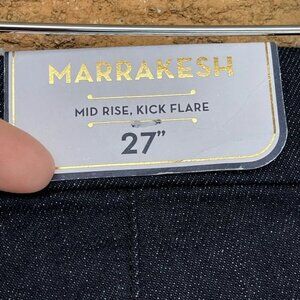 MARRAKESH
MID RISE, KICK FLARE
27"